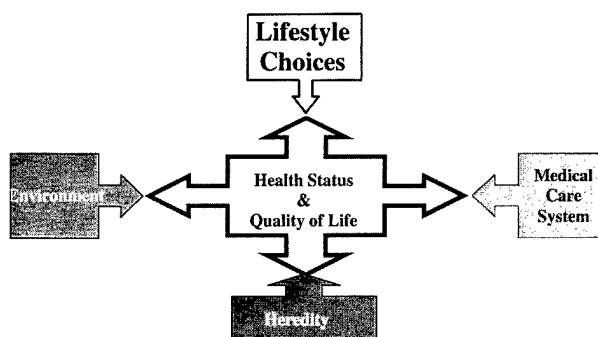 Lifestyle
Choices
Environment
Health Status
&
Quality of Life
Medical
Care
System
Heredity